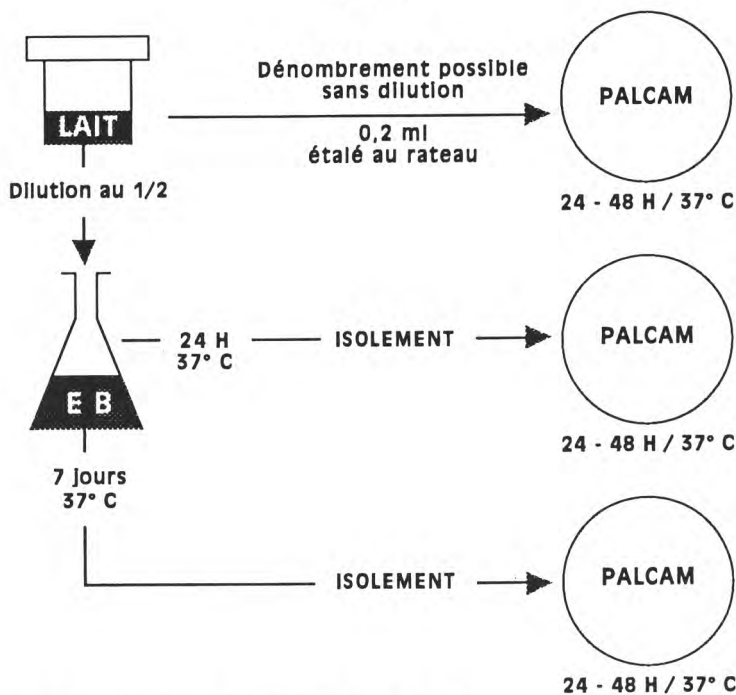 Dénombrement possible
sans dilution
LAIT
0,2 ml
étalé au rateau
PALCAM
24 - 48 H / 37° C
Dilution au 1/2
E B
24 H
37° C
ISOLEMENT
PALCAM
24 - 48 H / 37° C
7 jours
37° C
ISOLEMENT
PALCAM
24 - 48 H / 37° C